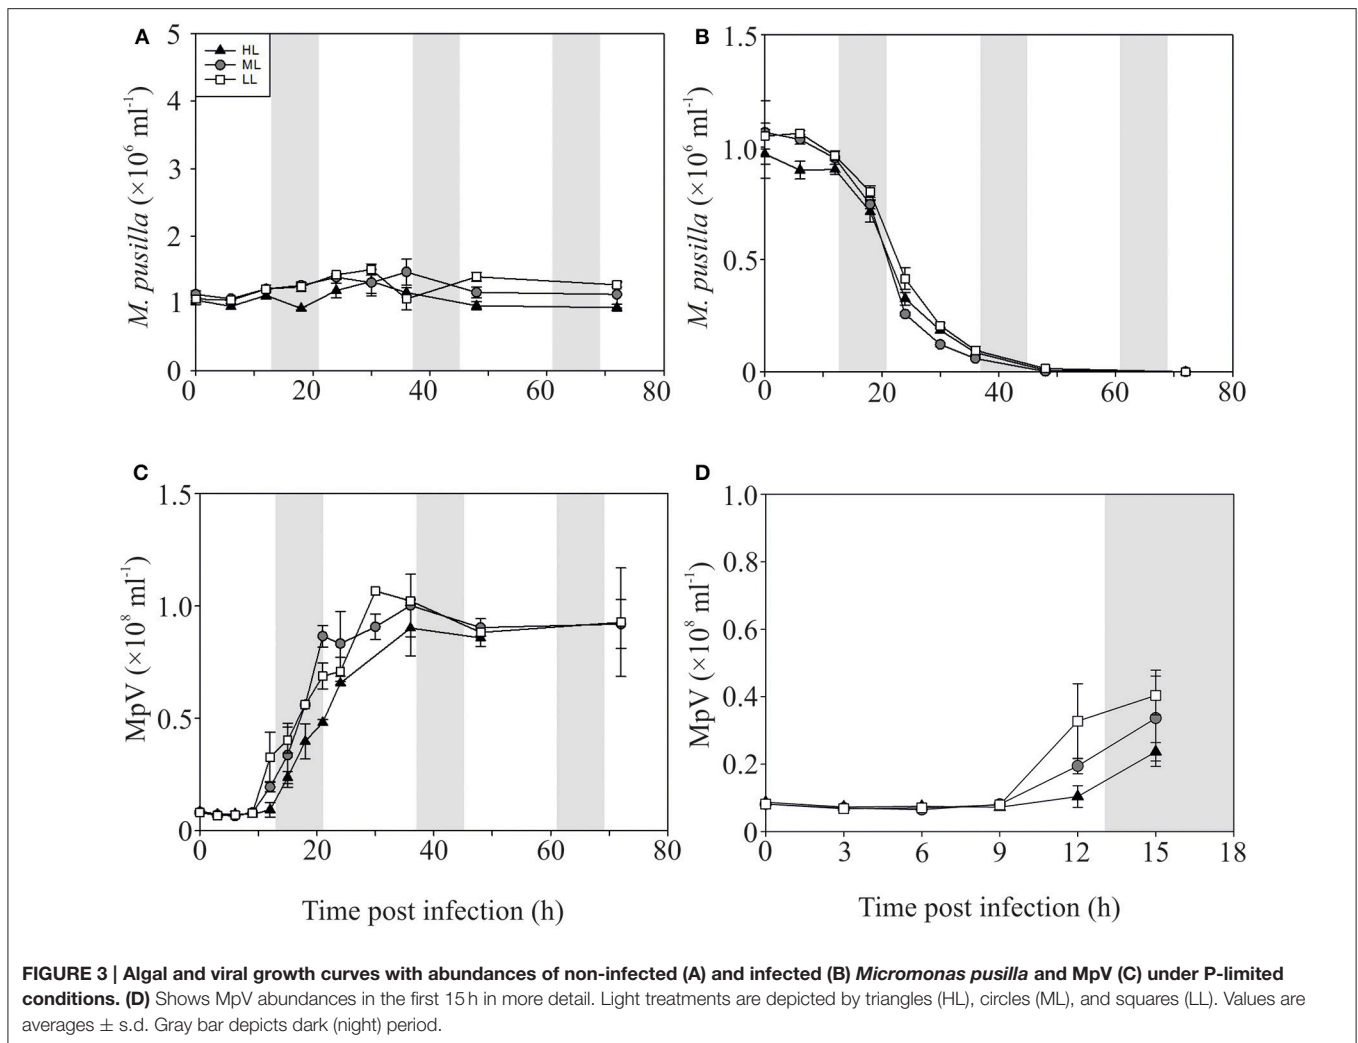 A
5
4
3
2
1
0
M. pusilla (×10⁶ ml⁻¹)
HL
ML
LL
0 20 40 60 80
B
1.5
1.0
0.5
0
M. pusilla (×10⁶ ml⁻¹)
0 20 40 60 80
C
1.5
1.0
0.5
0
MpV (×10⁸ ml⁻¹)
0 20 40 60 80
Time post infection (h)
D
1.0
0.8
0.6
0.4
0.2
0
MpV (×10⁸ ml⁻¹)
0 3 6 9 12 15 18
Time post infection (h)
FIGURE 3 | Algal and viral growth curves with abundances of non-infected (A) and infected (B) Micromonas pusilla and MpV (C) under P-limited
conditions. (D) Shows MpV abundances in the first 15 h in more detail. Light treatments are depicted by triangles (HL), circles (ML), and squares (LL). Values are
averages ± s.d. Gray bar depicts dark (night) period.